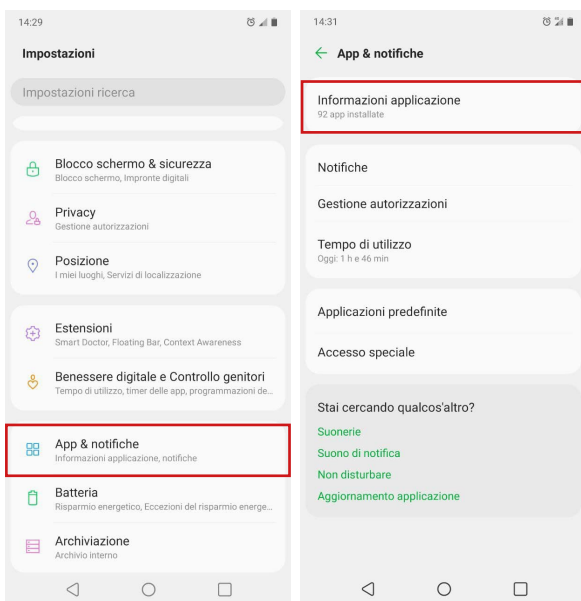 14:29
Impostazioni
Impostazioni ricerca
Blocco schermo & sicurezza
Blocco schermo, Impronte digitali
Privacy
Gestione autorizzazioni
Posizione
I miei luoghi, Servizi di localizzazione
Estensioni
Smart Doctor, Floating Bar, Context Awareness
Benessere digitale e Controllo genitori
Tempo di utilizzo, timer delle app, programmazioni de...
App & notifiche
Informazioni applicazione, notifiche
Batteria
Risparmio energetico, Eccezioni del risparmio energe...
Archiviazione
Archivio interno
14:31
App & notifiche
Informazioni applicazione
92 app installate
Notifiche
Gestione autorizzazioni
Tempo di utilizzo
Oggi: 1 h e 46 min
Applicazioni predefinite
Accesso speciale
Stai cercando qualcos'altro?
Suonerie
Suono di notifica
Non disturbare
Aggiornamento applicazione